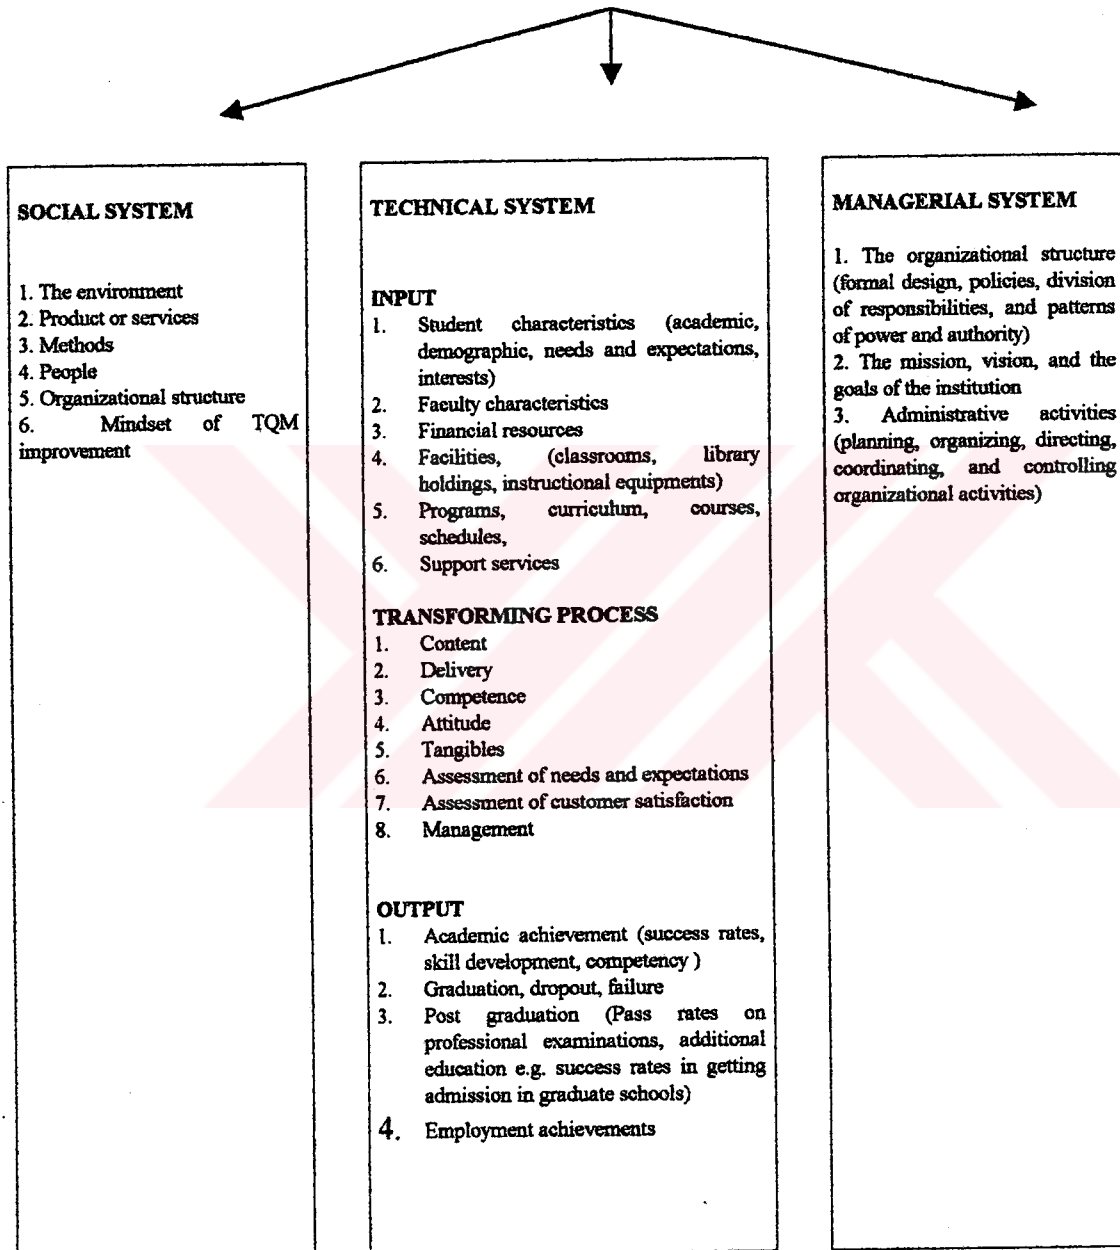 SOCIAL SYSTEM
1. The environment
2. Product or services
3. Methods
4. People
5. Organizational structure
6. Mindset of TQM
improvement
TECHNICAL SYSTEM
INPUT
1. Student characteristics (academic,
demographic, needs and expectations,
interests)
2. Faculty characteristics
3. Financial resources
4. Facilities, (classrooms, library
holdings, instructional equipments)
5. Programs, curriculum, courses,
schedules,
6. Support services
TRANSFORMING PROCESS
1. Content
2. Delivery
3. Competence
4. Attitude
5. Tangibles
6. Assessment of needs and expectations
7. Assessment of customer satisfaction
8. Management
OUTPUT
1. Academic achievement (success rates,
skill development, competency )
2. Graduation, dropout, failure
3. Post graduation (Pass rates on
professional examinations, additional
education e.g. success rates in getting
admission in graduate schools)
4. Employment achievements
MANAGERIAL SYSTEM
1. The organizational structure
(formal design, policies, division
of responsibilities, and patterns
of power and authority)
2. The mission, vision, and the
goals of the institution
3. Administrative activities
(planning, organizing, directing,
coordinating, and controlling
organizational activities)